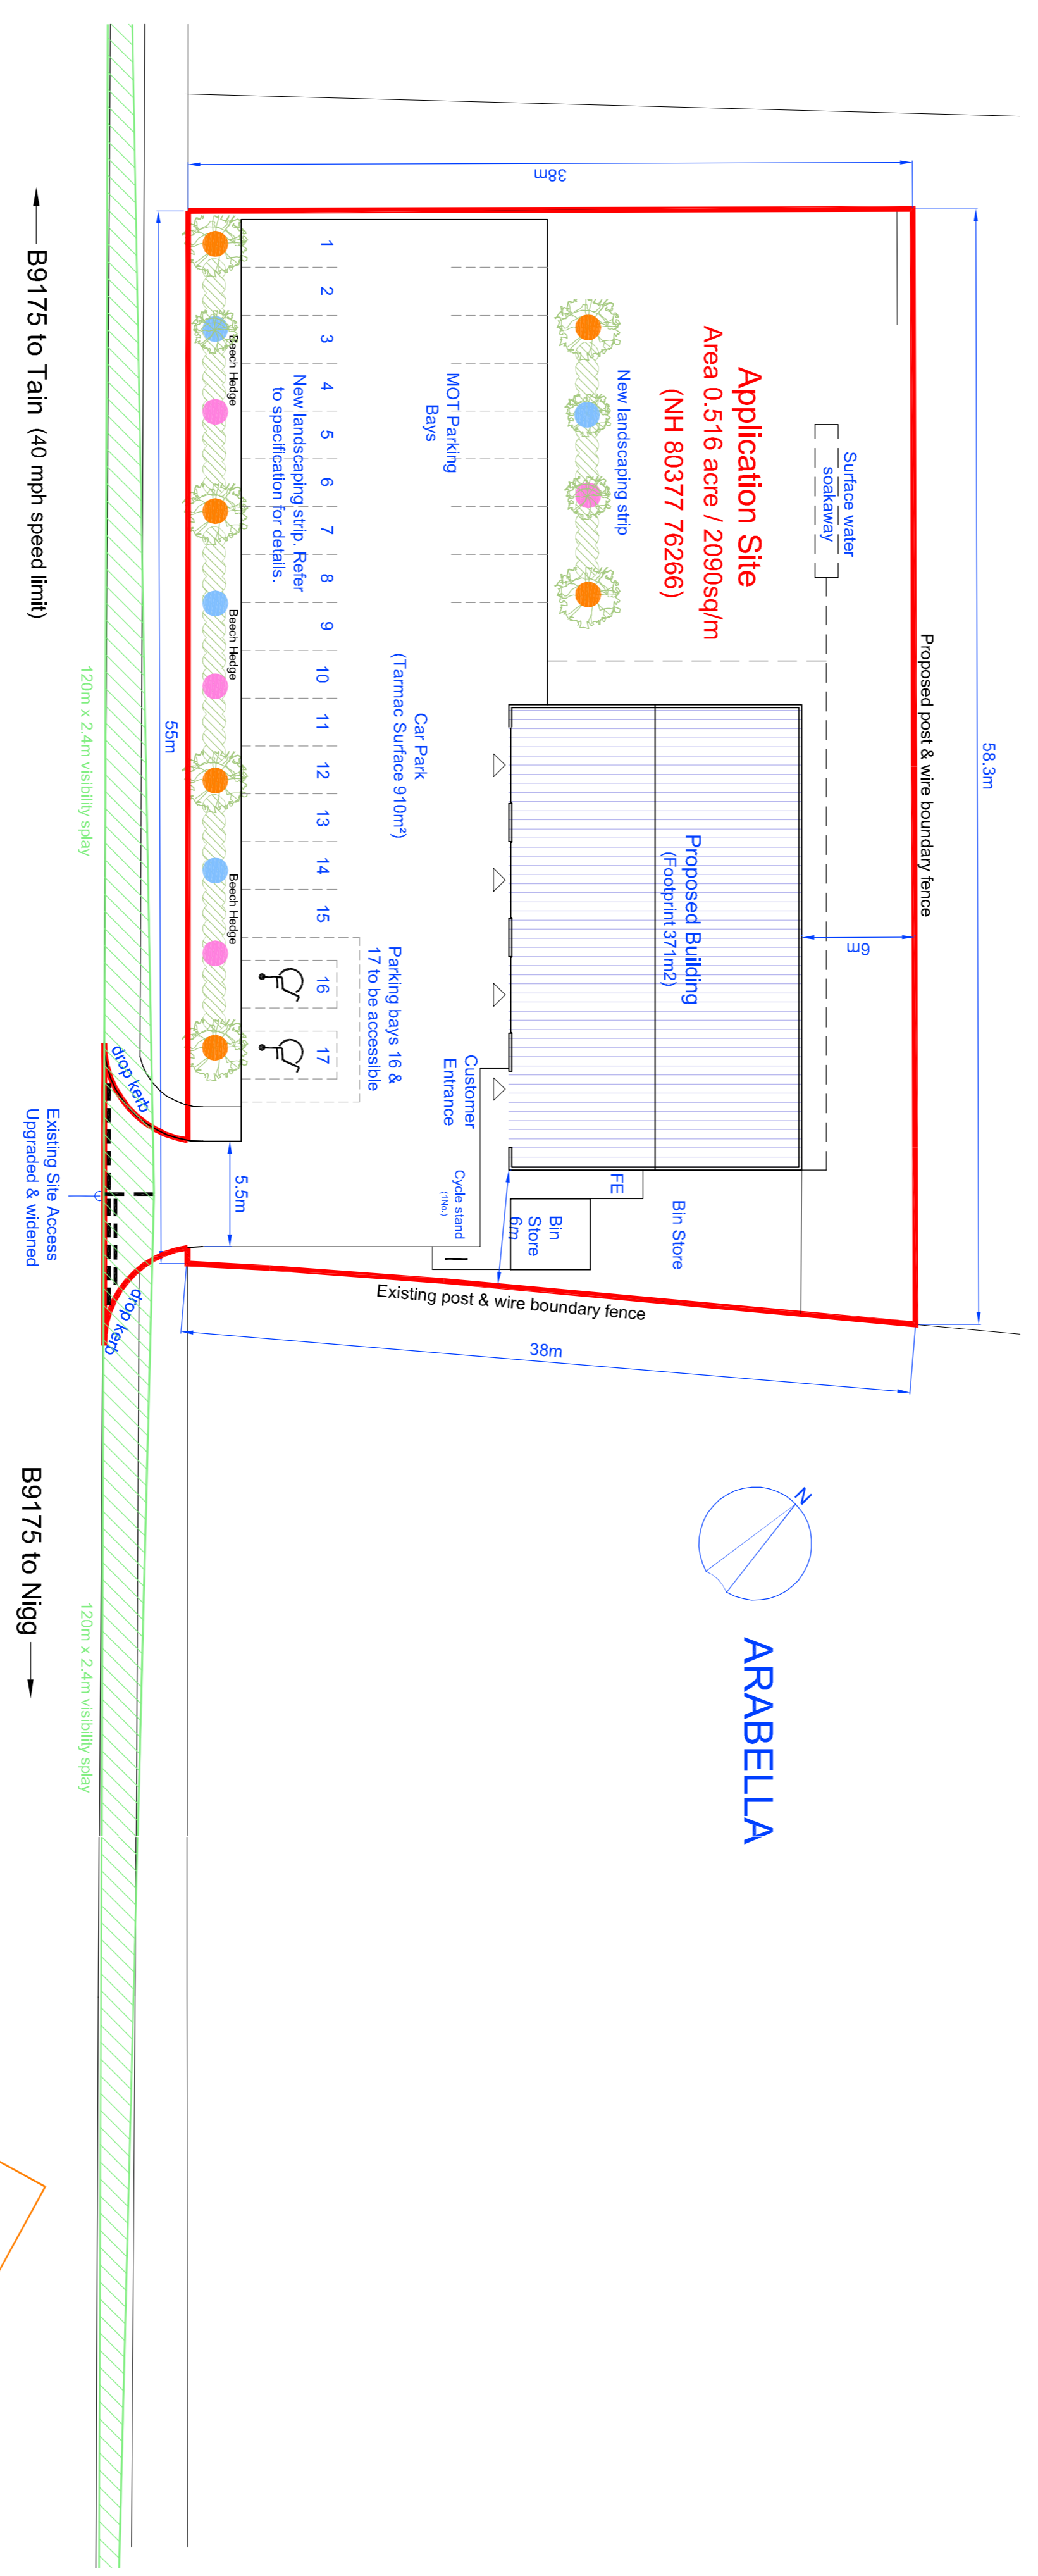 58.3m
Proposed post & wire boundary fence
38m
Surface water
soakaway
6m
Application Site
Area 0.516 acre / 2090sq/m
(NH 80377 76266)
New landscaping strip
Proposed Building
(Footprint 371m2)
Bin Store
FE
Bin
Store
6m
MOT Parking
Bays
Car Park
(Tarmac Surface 910m²)
Customer
Entrance
Cycle stand
(1No.)
Parking bays 16 &
17 to be accessible
1 2 3 4 5 6 7 8 9 10 11 12 13 14 15 16 17
New landscaping strip. Refer
to specification for details.
Beech Hedge
Beech Hedge
Beech Hedge
5.5m
Existing post & wire boundary fence
38m
55m
drop kerb
drop kerb
120m x 2.4m visibility splay
120m x 2.4m visibility splay
Existing Site Access
Upgraded & widened
B9175 to Tain (40 mph speed limit)
B9175 to Nigg
N
ARABELLA